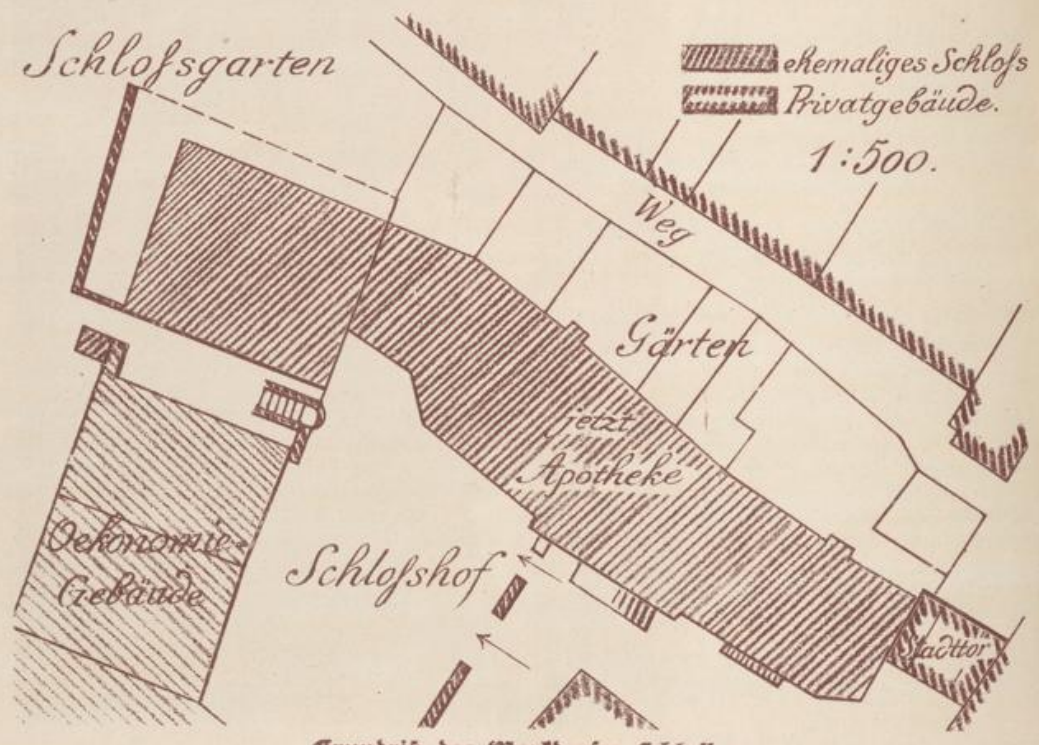 Schloſsgarten
ehemaliges Schloſs
Privatgebäude.
1:500.
Weg
Gärten
jetzt
Apotheke
Oekonomie-
Gebäude
Schloſshof
Stadttor